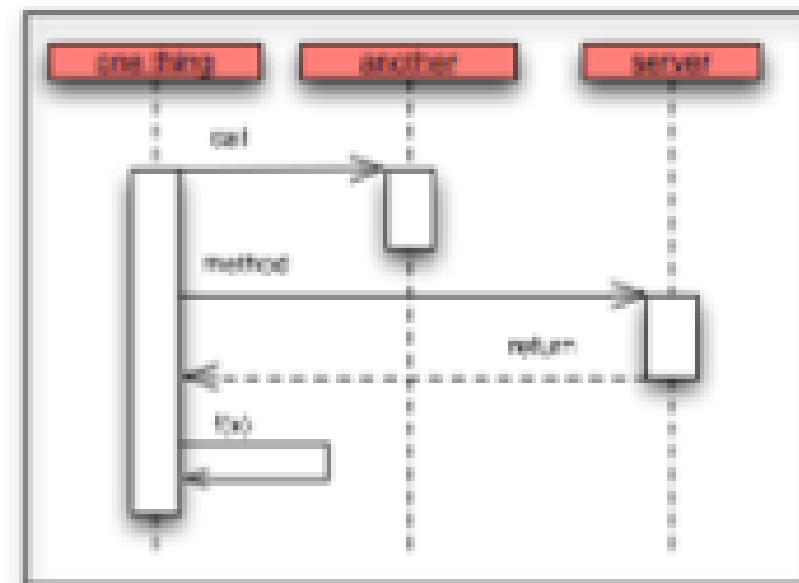 one.thing
another
server
call
method
return
f(x)